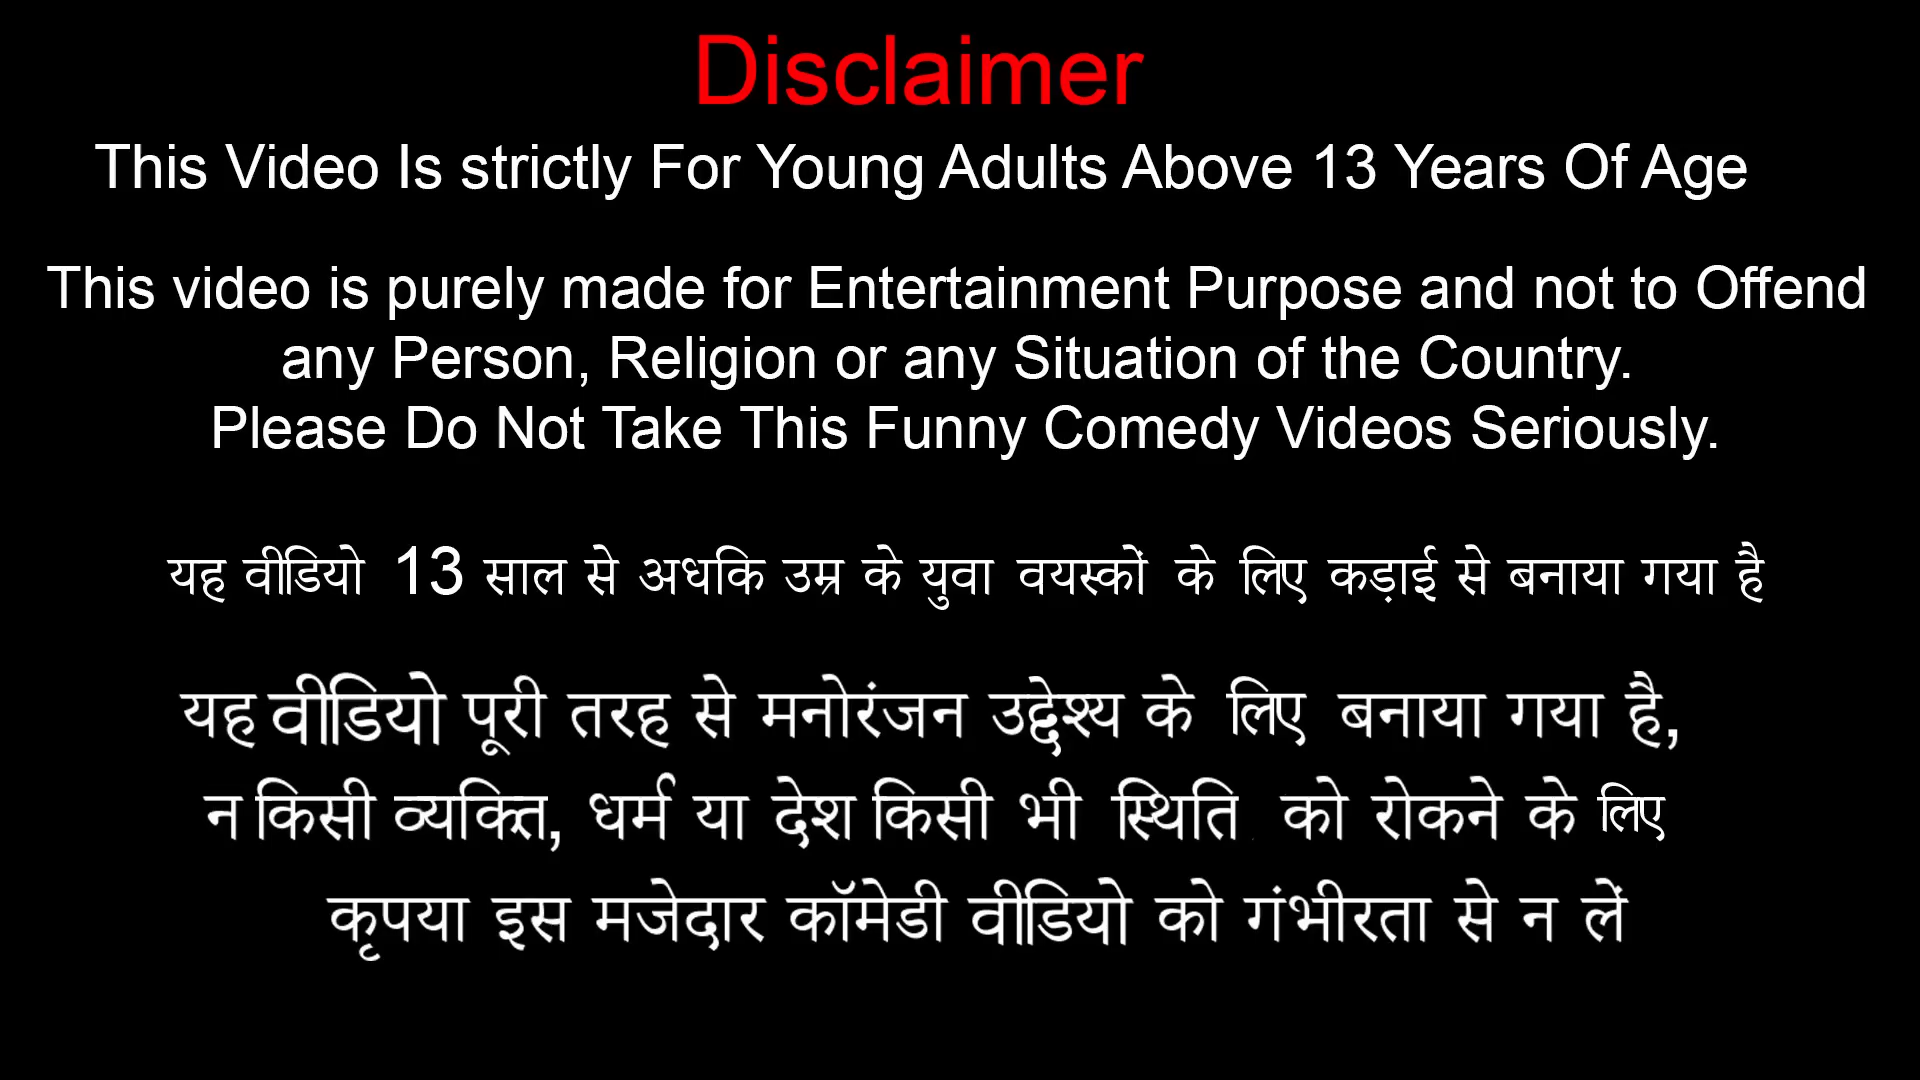 Disclaimer
This Video Is strictly For Young Adults Above 13 Years Of Age
This video is purely made for Entertainment Purpose and not to Offend
any Person, Religion or any Situation of the Country.
Please Do Not Take This Funny Comedy Videos Seriously.
यह वीडियो 13 साल से अधकि उम्र के युवा वयस्कों के लिए कड़ाई से बनाया गया है
यह वीडियो पूरी तरह से मनोरंजन उद्देश्य के लिए बनाया गया है,
न किसी व्यक्ति, धर्म या देश किसी भी स्थिति को रोकने के लिए
कृपया इस मजेदार कॉमेडी वीडियो को गंभीरता से न लें